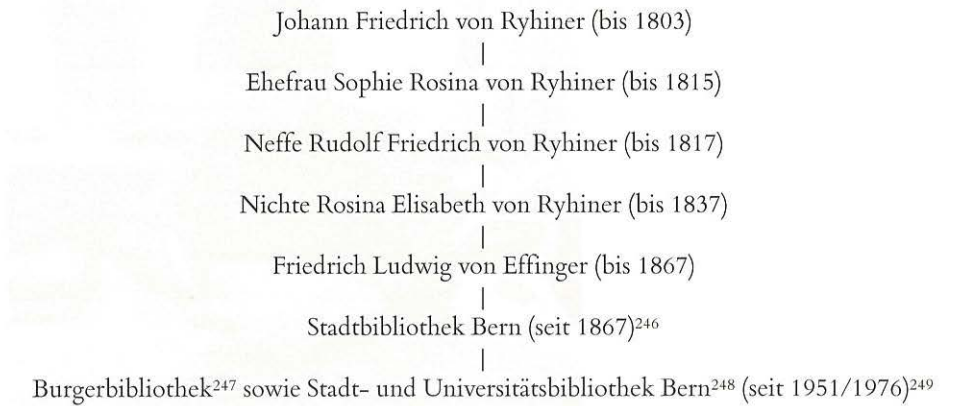 Johann Friedrich von Ryhiner (bis 1803)
Ehefrau Sophie Rosina von Ryhiner (bis 1815)
Neffe Rudolf Friedrich von Ryhiner (bis 1817)
Nichte Rosina Elisabeth von Ryhiner (bis 1837)
Friedrich Ludwig von Effinger (bis 1867)
Stadtbibliothek Bern (seit 1867)²⁴⁶
Burgerbibliothek²⁴⁷ sowie Stadt- und Universitätsbibliothek Bern²⁴⁸ (seit 1951/1976)²⁴⁹